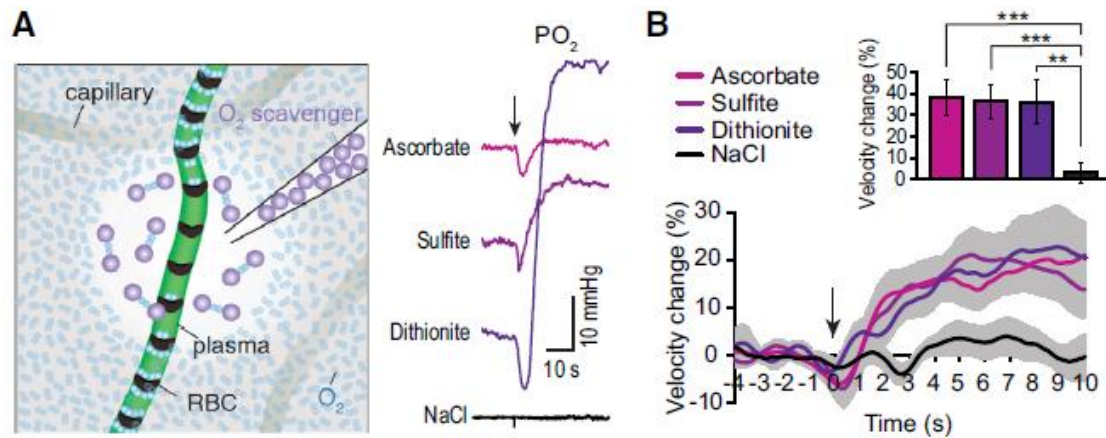 A
capillary
O2 scavenger
plasma
RBC
O2
PO2
Ascorbate
Sulfite
Dithionite
NaCl
10 mmHg
10 s
B
Ascorbate
Sulfite
Dithionite
NaCl
***
***
**
Velocity change (%)
50
40
30
20
10
0
Velocity change (%)
30
20
10
0
-10
-4 -3 -2 -1 0 1 2 3 4 5 6 7 8 9 10
Time (s)